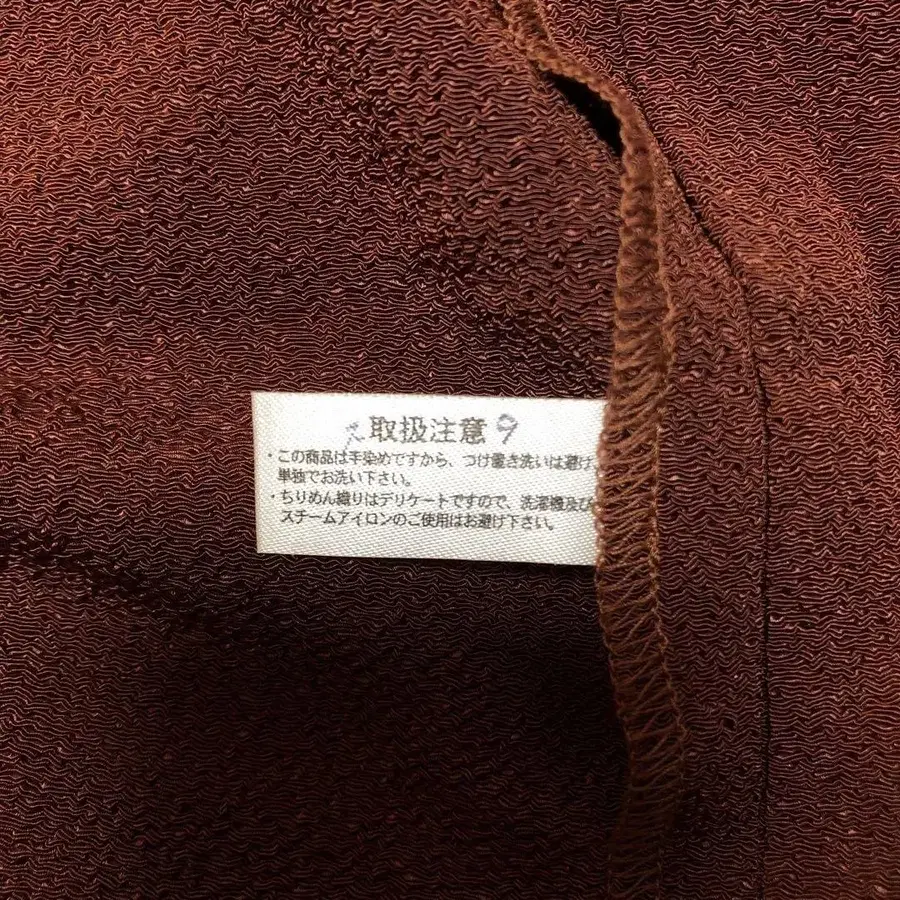 取扱注意 9
・この商品は手染めですから、つけ置き洗いは避け、
単独でお洗い下さい。
・ちりめん織りはデリケートですので、洗濯機及び
スチームアイロンのご使用はお避け下さい。